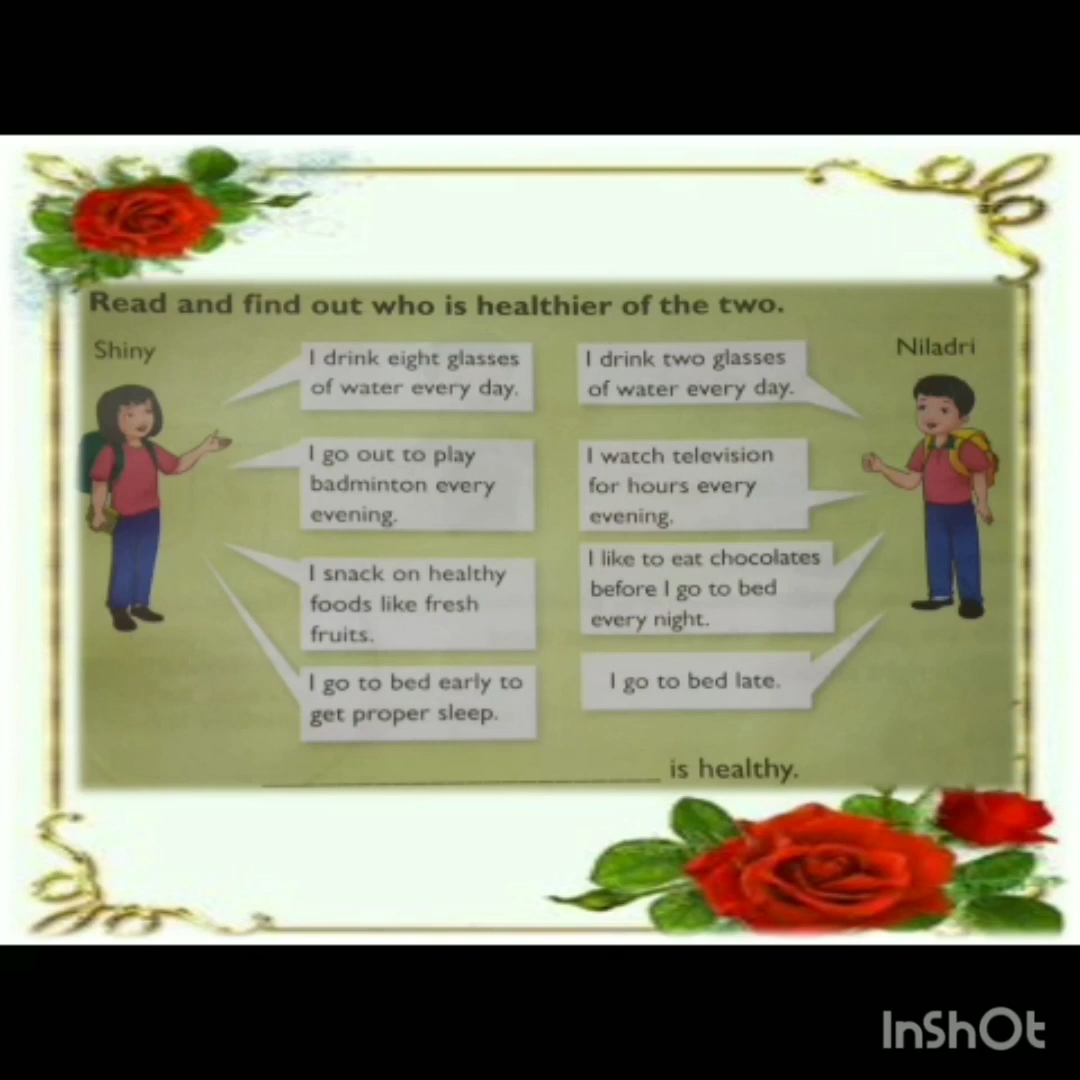 Read and find out who is healthier of the two.
Shiny
I drink eight glasses
of water every day.
I go out to play
badminton every
evening.
I snack on healthy
foods like fresh
fruits.
I go to bed early to
get proper sleep.
Niladri
I drink two glasses
of water every day.
I watch television
for hours every
evening.
I like to eat chocolates
before I go to bed
every night.
I go to bed late.
is healthy.
InShOt